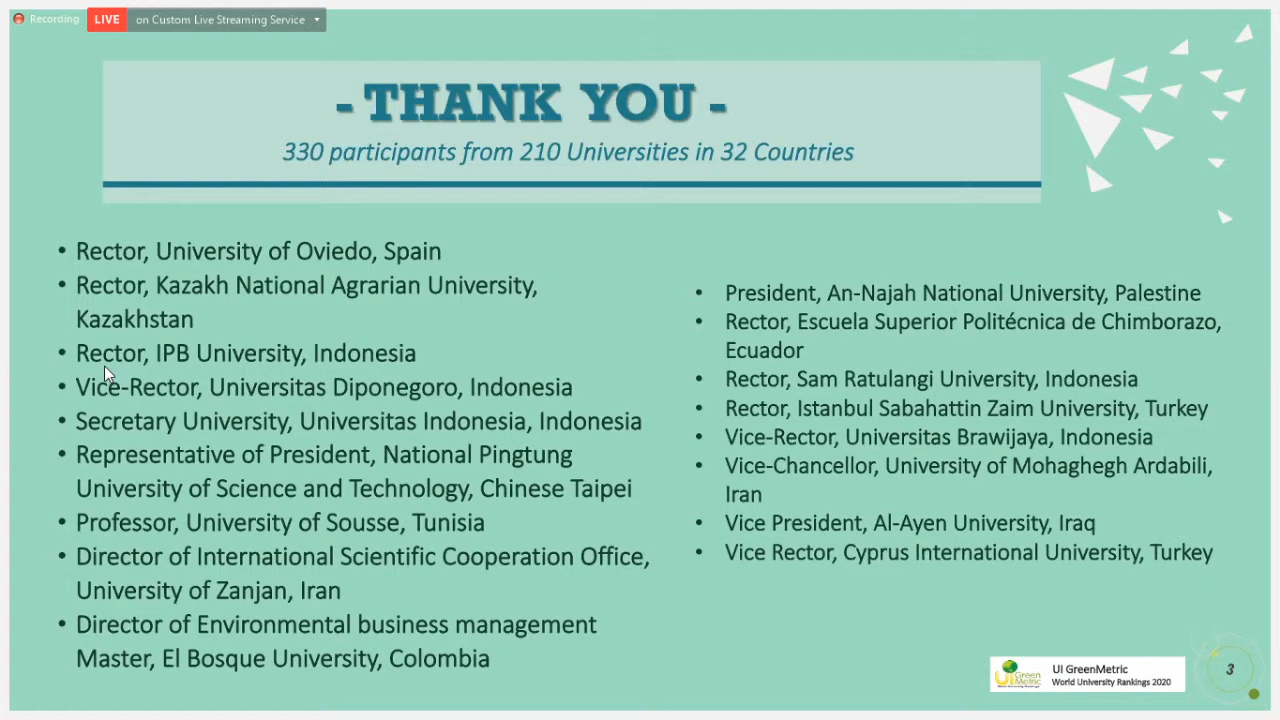 Recording
LIVE
on Custom Live Streaming Service
- THANK YOU -
330 participants from 210 Universities in 32 Countries
• Rector, University of Oviedo, Spain
• Rector, Kazakh National Agrarian University,
Kazakhstan
• Rector, IPB University, Indonesia
• Vice-Rector, Universitas Diponegoro, Indonesia
• Secretary University, Universitas Indonesia, Indonesia
• Representative of President, National Pingtung
University of Science and Technology, Chinese Taipei
• Professor, University of Sousse, Tunisia
• Director of International Scientific Cooperation Office,
University of Zanjan, Iran
• Director of Environmental business management
Master, El Bosque University, Colombia
• President, An-Najah National University, Palestine
• Rector, Escuela Superior Politécnica de Chimborazo,
Ecuador
• Rector, Sam Ratulangi University, Indonesia
• Rector, Istanbul Sabahattin Zaim University, Turkey
• Vice-Rector, Universitas Brawijaya, Indonesia
• Vice-Chancellor, University of Mohaghegh Ardabili,
Iran
• Vice President, Al-Ayen University, Iraq
• Vice Rector, Cyprus International University, Turkey
UI
Green
Metric
UI GreenMetric
World University Rankings 2020
3